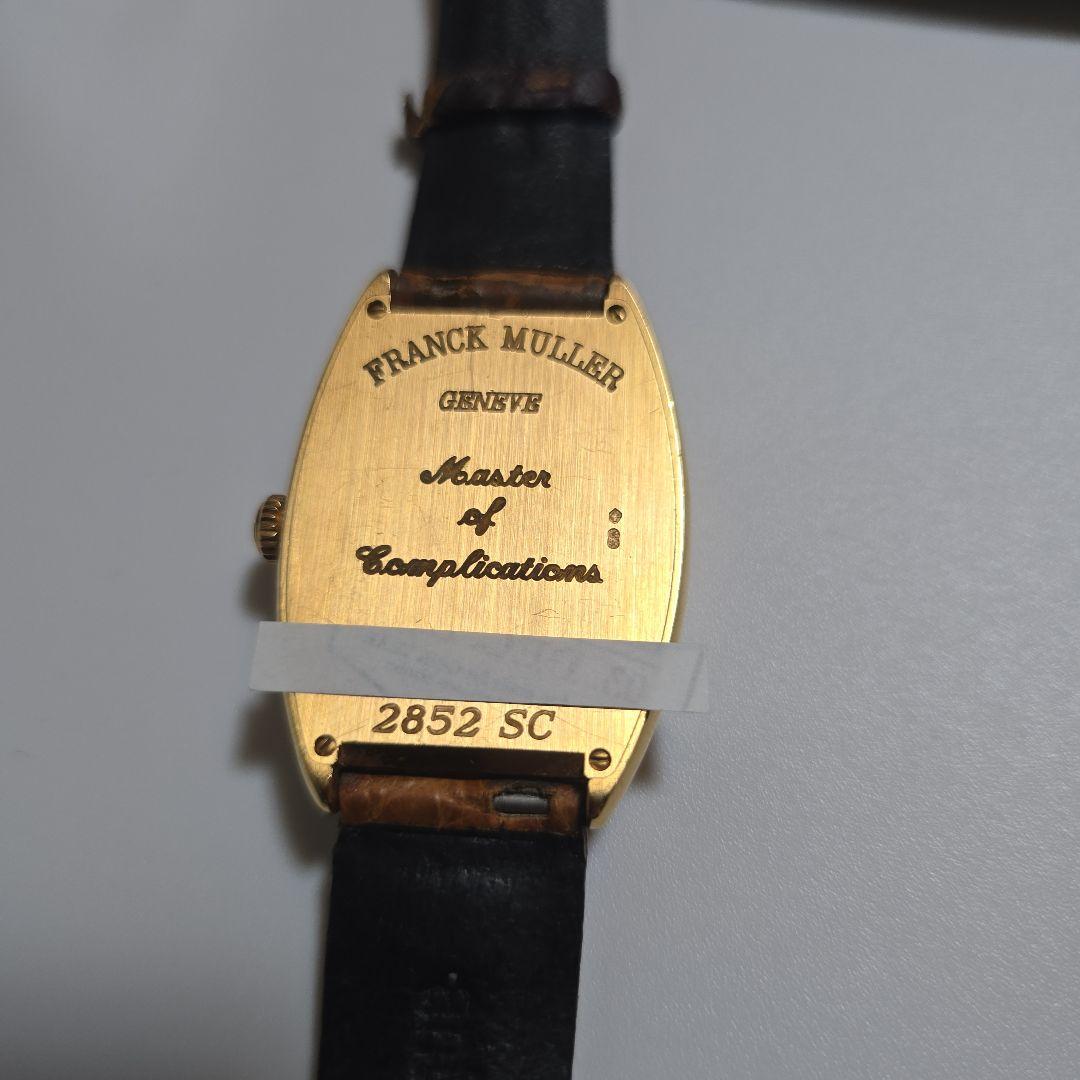 FRANCK MULLER
GENEVE
Master
of
Complications
2852 SC